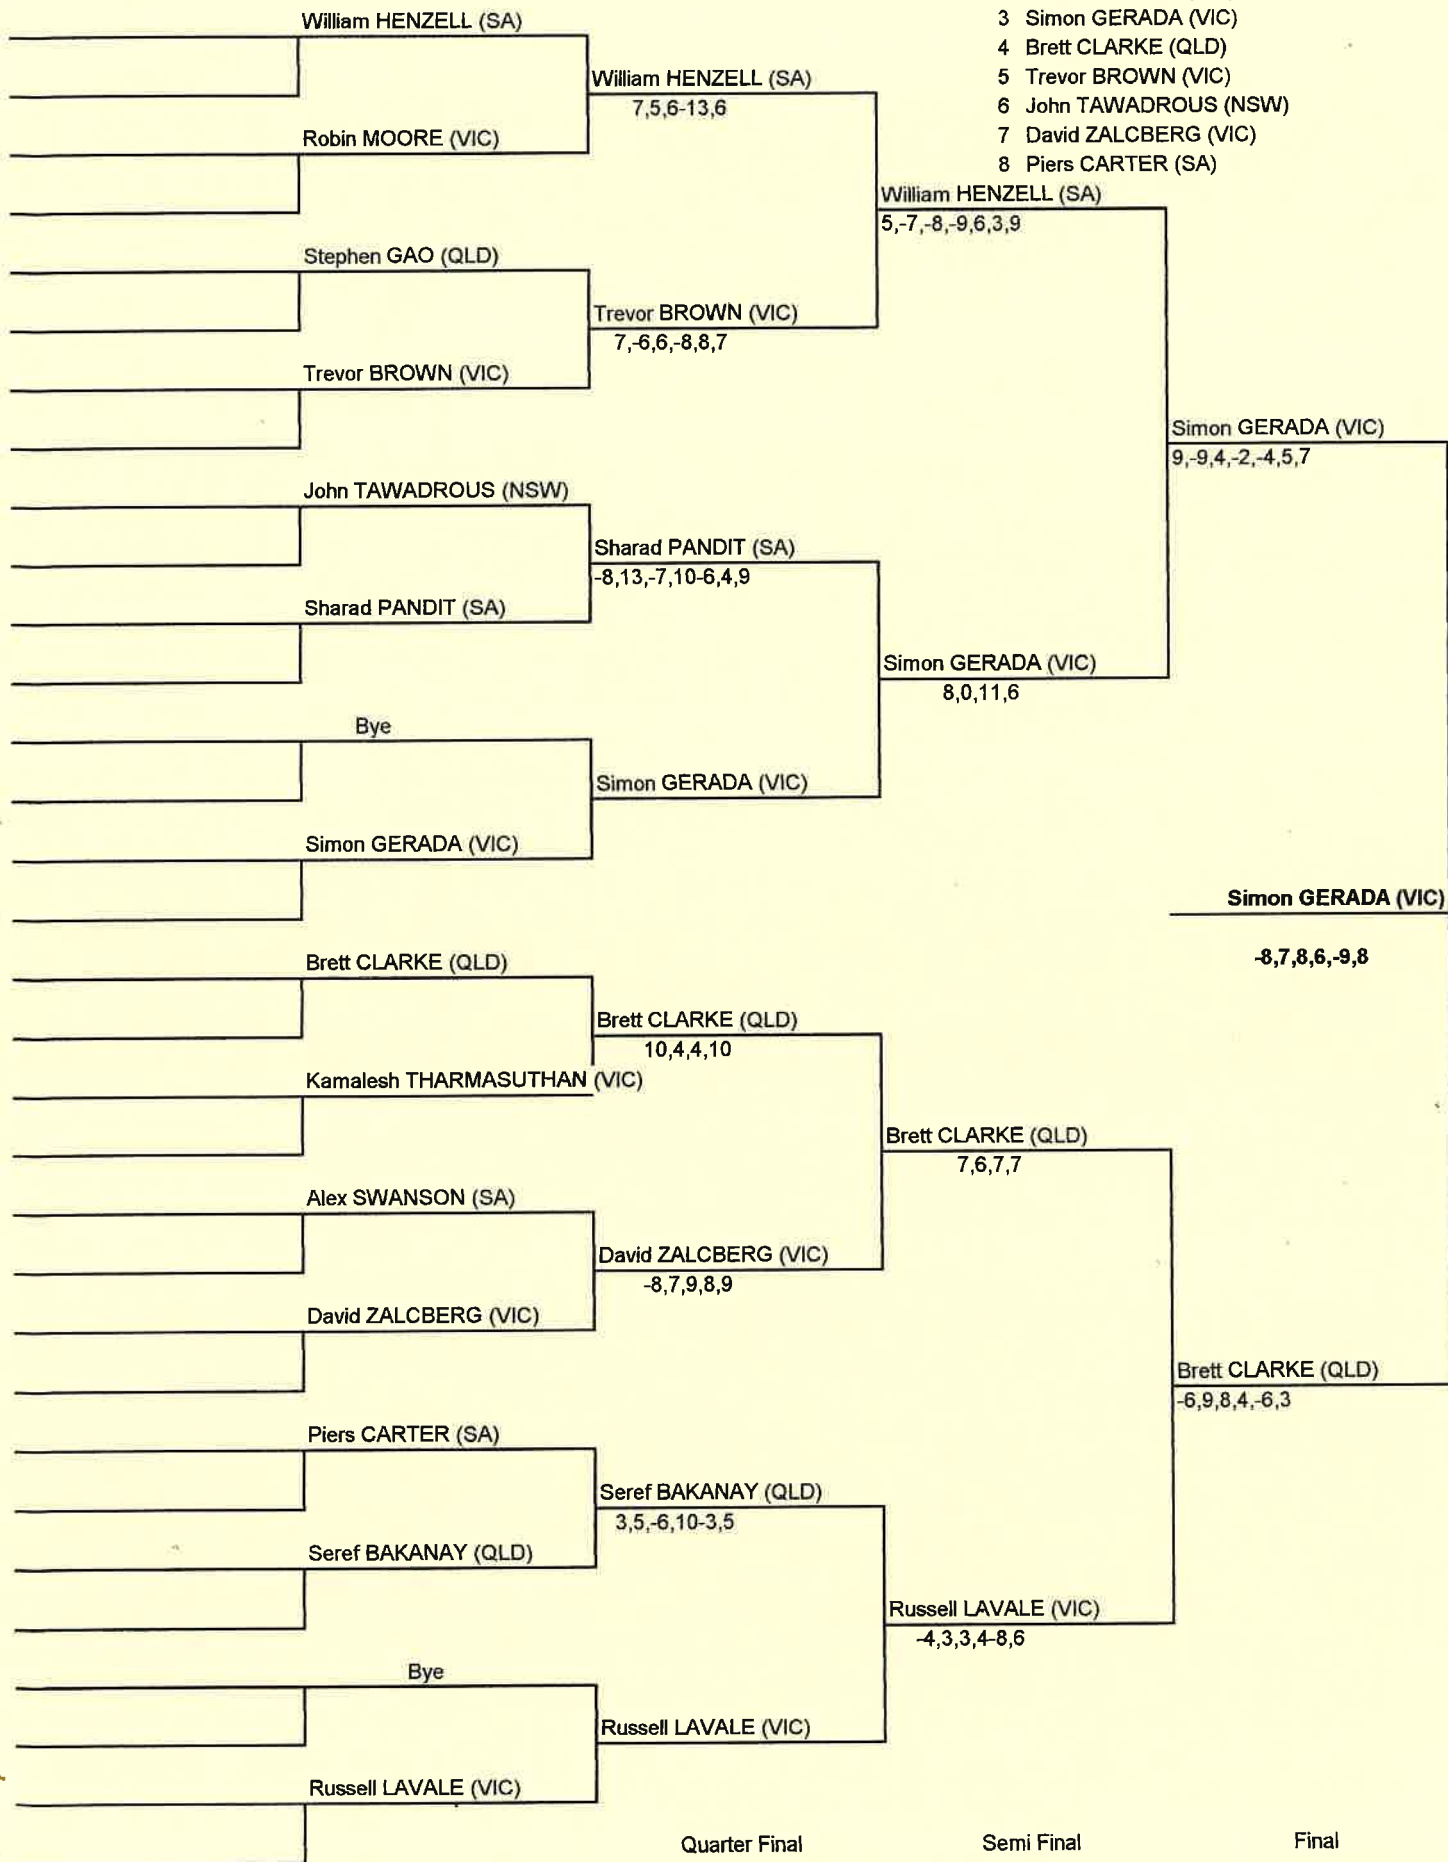 William HENZELL (SA)
3 Simon GERADA (VIC)
4 Brett CLARKE (QLD)
5 Trevor BROWN (VIC)
6 John TAWADROUS (NSW)
7 David ZALCBERG (VIC)
8 Piers CARTER (SA)
William HENZELL (SA)
7,5,6-13,6
Robin MOORE (VIC)
William HENZELL (SA)
5,-7,-8,-9,6,3,9
Stephen GAO (QLD)
Trevor BROWN (VIC)
7,-6,6,-8,8,7
Trevor BROWN (VIC)
Simon GERADA (VIC)
9,-9,4,-2,-4,5,7
John TAWADROUS (NSW)
Sharad PANDIT (SA)
-8,13,-7,10-6,4,9
Sharad PANDIT (SA)
Simon GERADA (VIC)
8,0,11,6
Bye
Simon GERADA (VIC)
Simon GERADA (VIC)
Simon GERADA (VIC)
-8,7,8,6,-9,8
Brett CLARKE (QLD)
Brett CLARKE (QLD)
10,4,4,10
Kamalesh THARMASUTHAN (VIC)
Brett CLARKE (QLD)
7,6,7,7
Alex SWANSON (SA)
David ZALCBERG (VIC)
-8,7,9,8,9
David ZALCBERG (VIC)
Brett CLARKE (QLD)
-6,9,8,4,-6,3
Piers CARTER (SA)
Seref BAKANAY (QLD)
3,5,-6,10-3,5
Seref BAKANAY (QLD)
Russell LAVALE (VIC)
-4,3,3,4-8,6
Bye
Russell LAVALE (VIC)
Russell LAVALE (VIC)
Quarter Final
Semi Final
Final